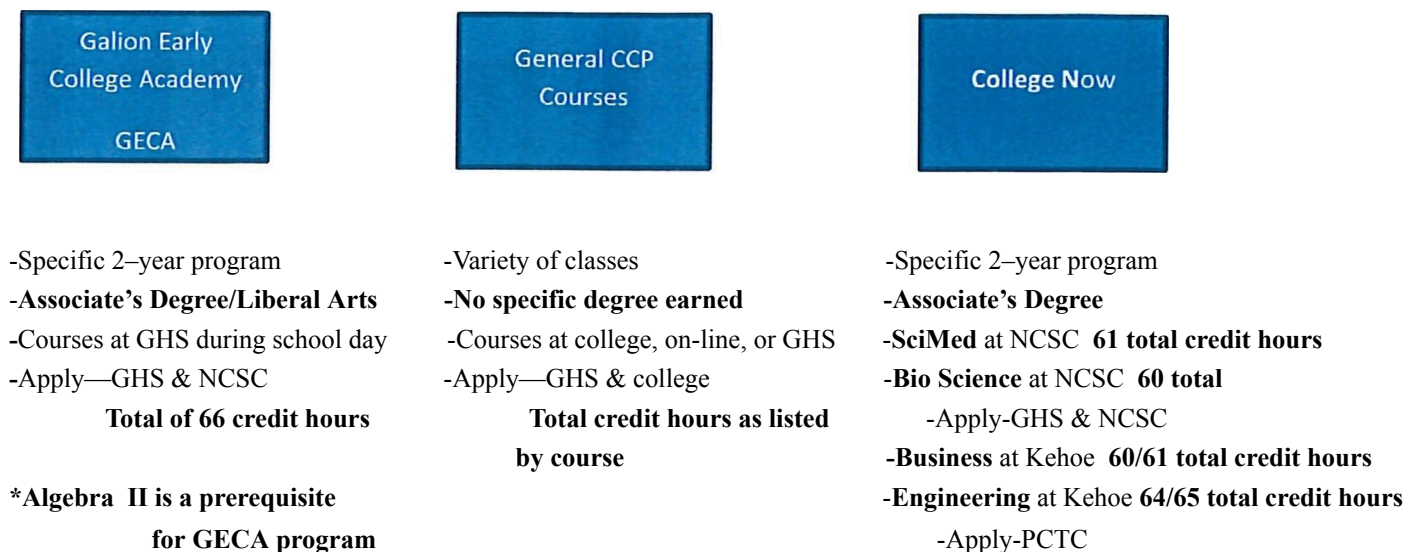 Galion Early
College Academy
GECA
-Specific 2–year program
-Associate's Degree/Liberal Arts
-Courses at GHS during school day
-Apply—GHS & NCSC
Total of 66 credit hours
*Algebra II is a prerequisite
for GECA program
General CCP
Courses
-Variety of classes
-No specific degree earned
-Courses at college, on-line, or GHS
-Apply—GHS & college
Total credit hours as listed
by course
College Now
-Specific 2–year program
-Associate's Degree
-SciMed at NCSC 61 total credit hours
-Bio Science at NCSC 60 total
-Apply-GHS & NCSC
-Business at Kehoe 60/61 total credit hours
-Engineering at Kehoe 64/65 total credit hours
-Apply-PCTC